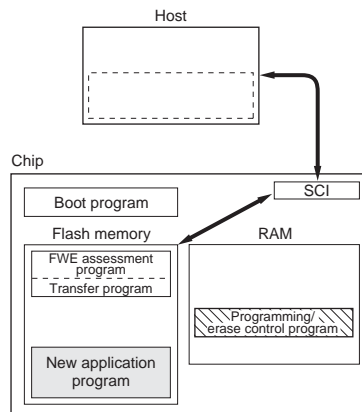 Host
Chip
SCI
Boot program
Flash memory
RAM
FWE assessment
program
Transfer program
Programming/
erase control program
New application
program